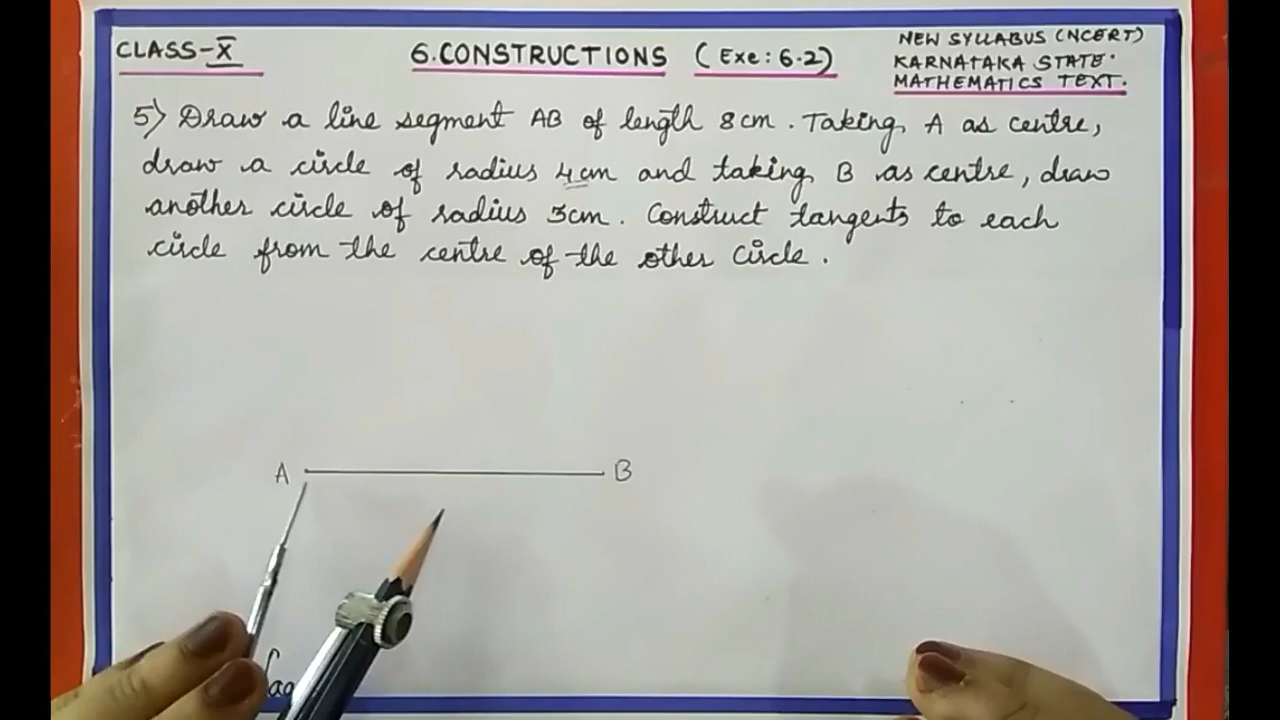 CLASS-X
6.CONSTRUCTIONS (Exe: 6.2)
NEW SYLLABUS (NCERT)
KARNATAKA STATE
MATHEMATICS TEXT.
5) Draw a line segment AB of length 8cm. Taking A as centre,
draw a circle of radius 4cm and taking B as centre, draw
another circle of radius 3cm. Construct tangents to each
circle from the centre of the other circle.
A B